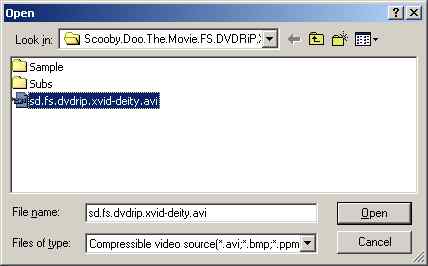 Open
Look in: Scooby.Doo.The.Movie.FS.DVDRiP.X
Sample
Subs
sd.fs.dvdrip.xvid-deity.avi
File name: sd.fs.dvdrip.xvid-deity.avi Open
Files of type: Compressible video source(*.avi;*.bmp;*.ppm Cancel